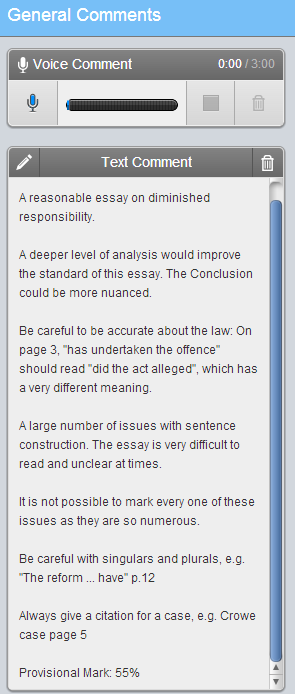 General Comments
Voice Comment 0:00 / 3:00
Text Comment
A reasonable essay on diminished
responsibility.
A deeper level of analysis would improve
the standard of this essay. The Conclusion
could be more nuanced.
Be careful to be accurate about the law: On
page 3, "has undertaken the offence"
should read "did the act alleged", which has
a very different meaning.
A large number of issues with sentence
construction. The essay is very difficult to
read and unclear at times.
It is not possible to mark every one of these
issues as they are so numerous.
Be careful with singulars and plurals, e.g.
"The reform ... have" p.12
Always give a citation for a case, e.g. Crowe
case page 5
Provisional Mark: 55%